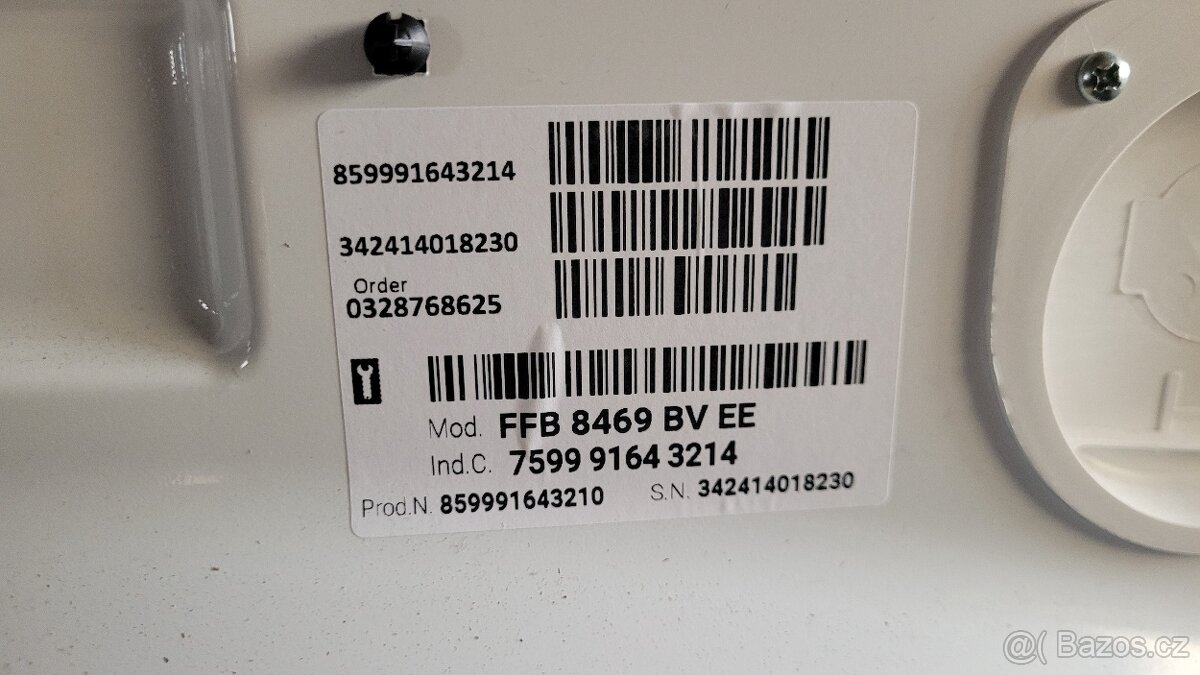 859991643214
342414018230
Order
0328768625
Mod. FFB 8469 BV EE
Ind.C. 7599 9164 3214
Prod.N. 859991643210 S.N. 342414018230
@( Bazos.cz